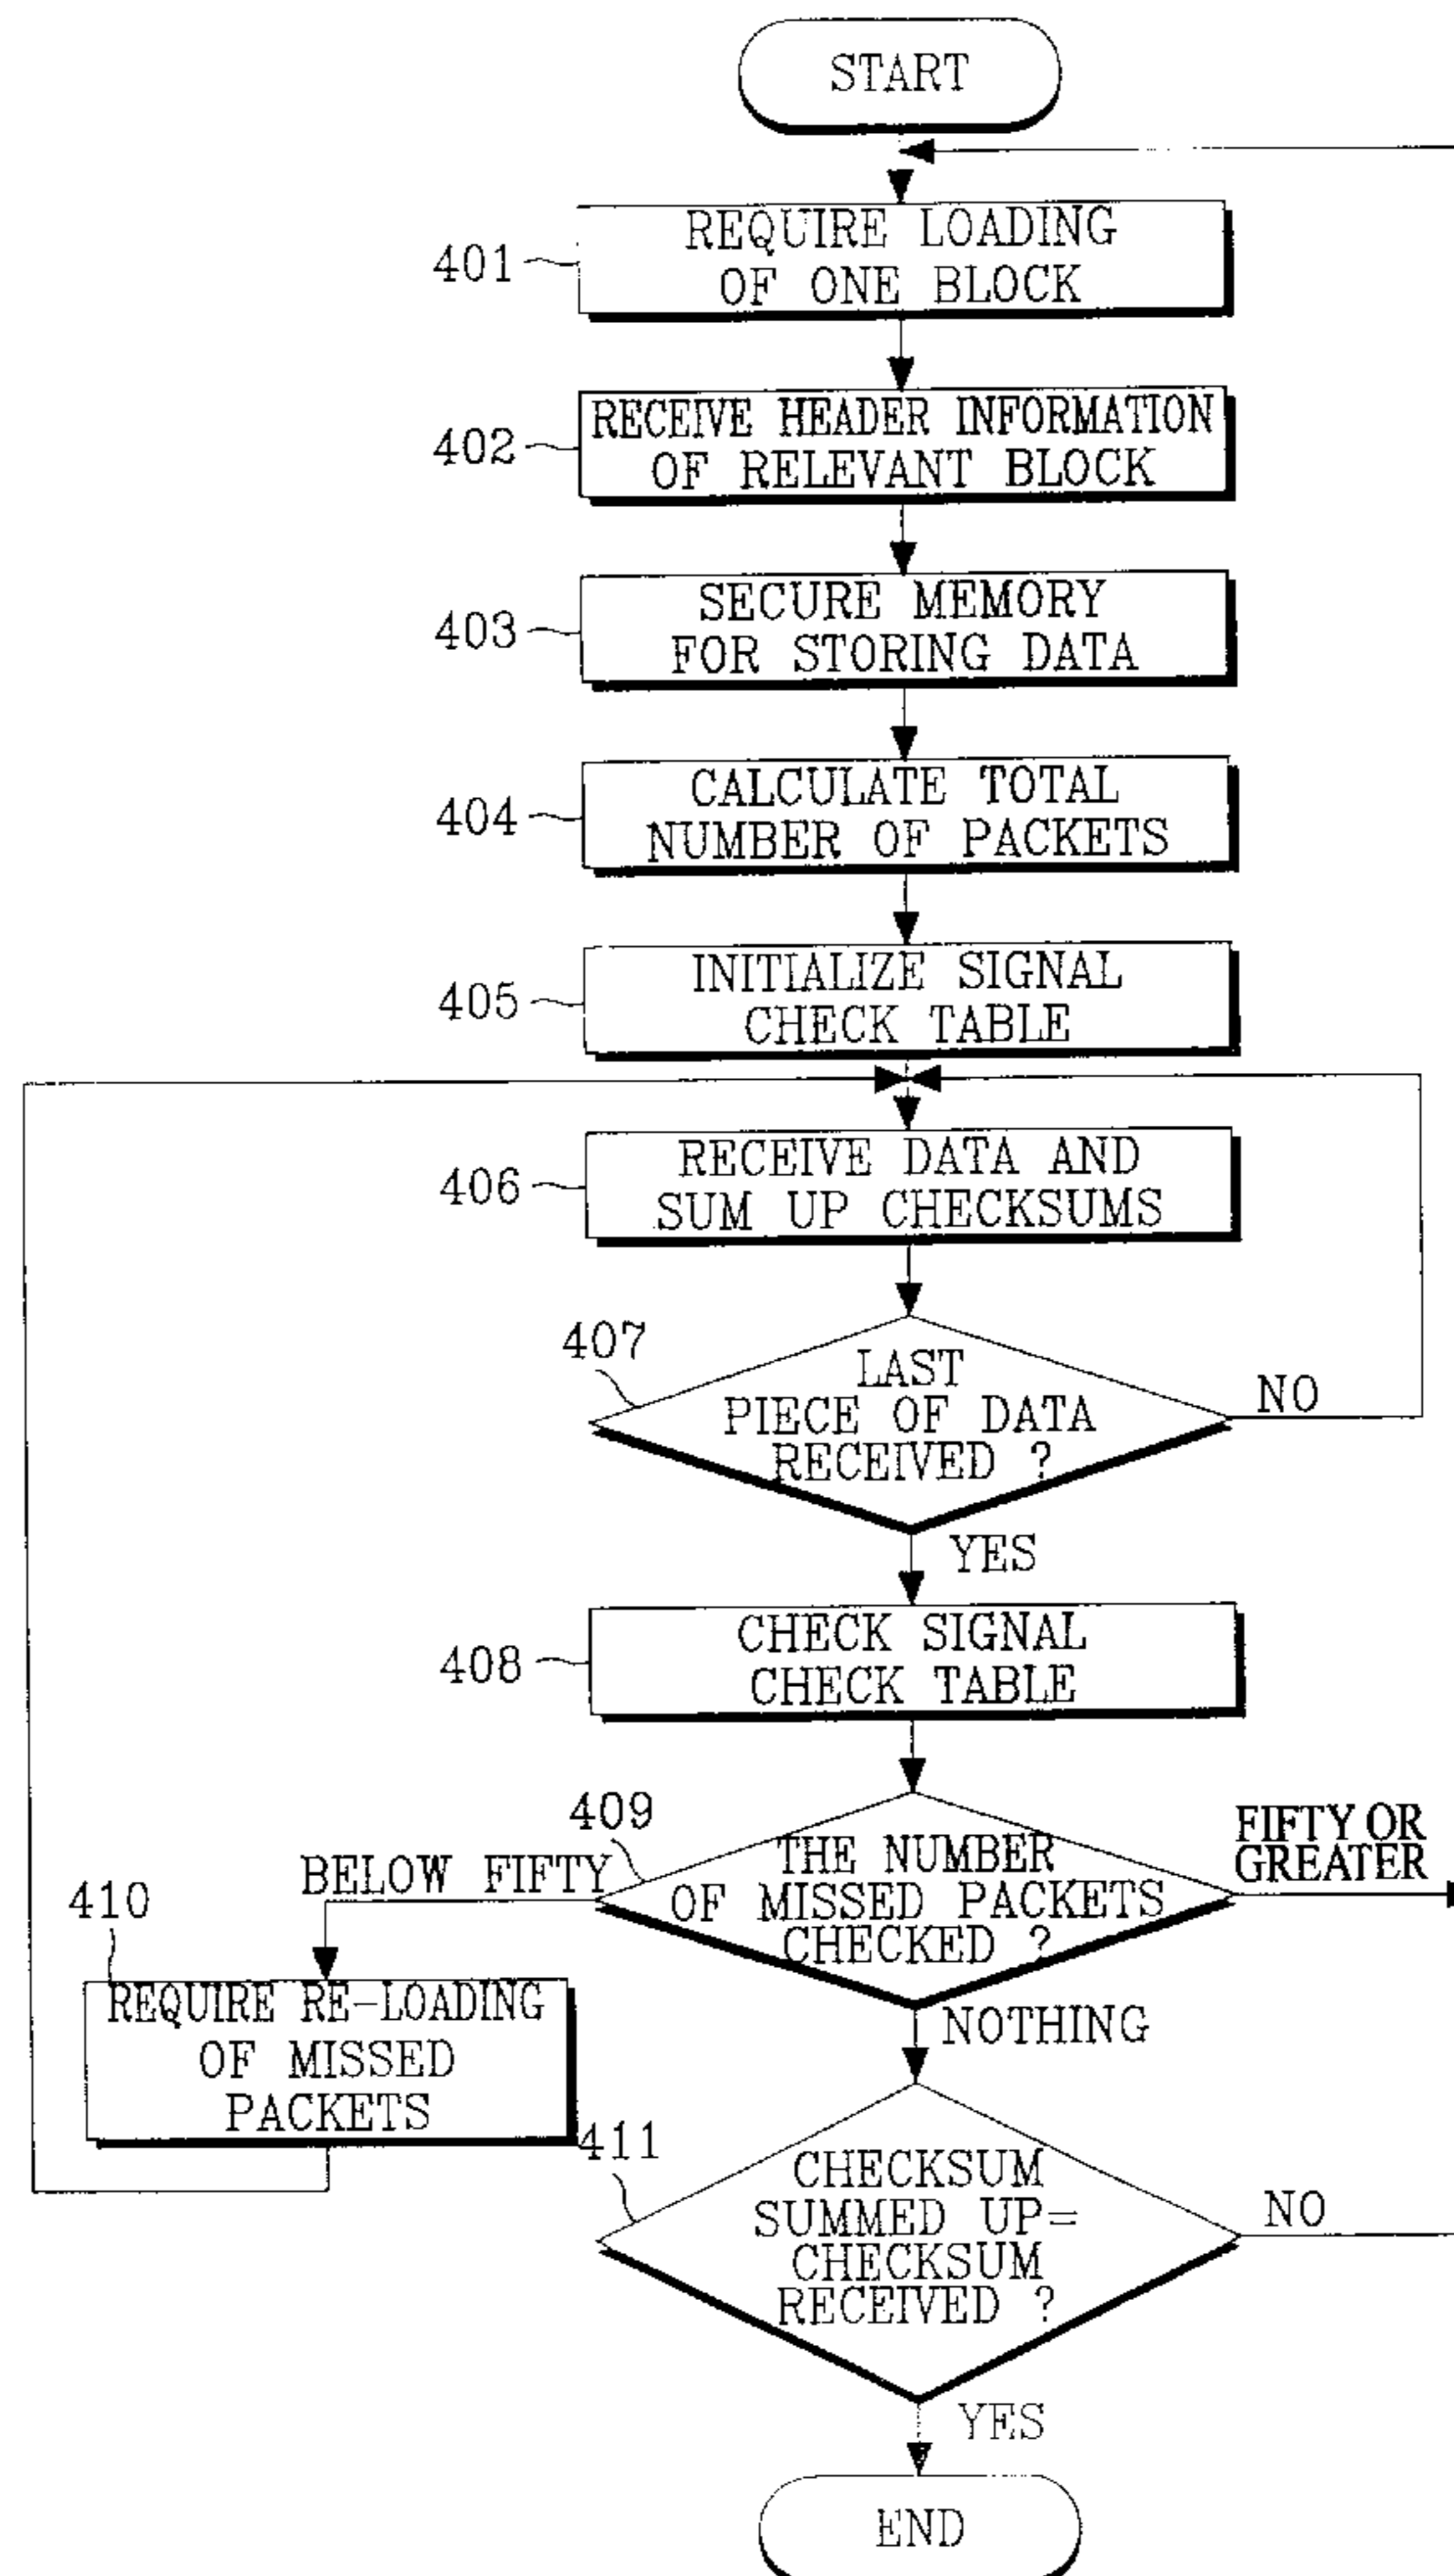 START
401
REQUIRE LOADING
OF ONE BLOCK
402
RECEIVE HEADER INFORMATION
OF RELEVANT BLOCK
403
SECURE MEMORY
FOR STORING DATA
404
CALCULATE TOTAL
NUMBER OF PACKETS
405
INITIALIZE SIGNAL
CHECK TABLE
406
RECEIVE DATA AND
SUM UP CHECKSUMS
407
LAST
PIECE OF DATA
RECEIVED ?
NO
YES
408
CHECK SIGNAL
CHECK TABLE
409
THE NUMBER
OF MISSED PACKETS
CHECKED ?
FIFTY OR
GREATER
BELOW FIFTY
410
REQUIRE RE-LOADING
OF MISSED
PACKETS
NOTHING
411
CHECKSUM
SUMMED UP=
CHECKSUM
RECEIVED ?
NO
YES
END